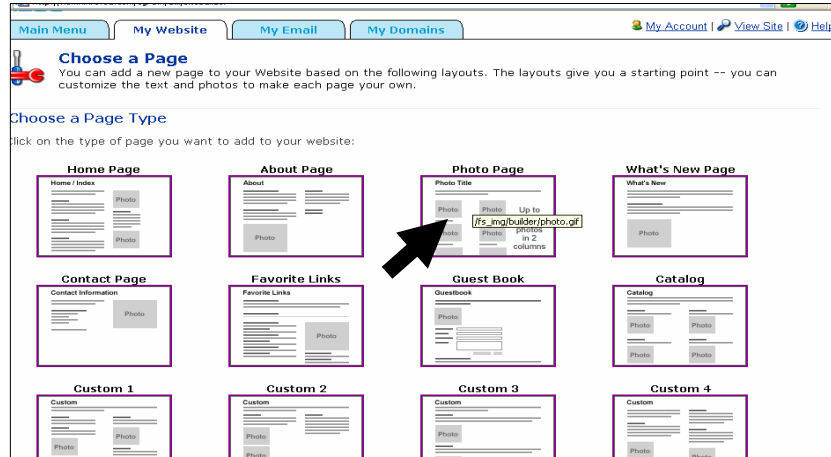 Main Menu
My Website
My Email
My Domains
My Account | View Site | Help
Choose a Page
You can add a new page to your Website based on the following layouts. The layouts give you a starting point -- you can
customize the text and photos to make each page your own.
Choose a Page Type
Click on the type of page you want to add to your website:
Home Page
About Page
Photo Page
What's New Page
Home / Index
Photo
Photo
About
Photo
Photo Title
Photo
Photo
Up to
Photo
Photo
photos
in 2
columns
/fs_img/builder/photo.gif
What's New
Photo
Contact Page
Favorite Links
Guest Book
Catalog
Contact Information
Photo
Favorite Links
Photo
Guestbook
Photo
Catalog
Photo
Photo
Photo
Photo
Custom 1
Custom 2
Custom 3
Custom 4
Custom
Photo
Photo
Custom
Photo
Photo
Custom
Photo
Custom
Photo
Photo